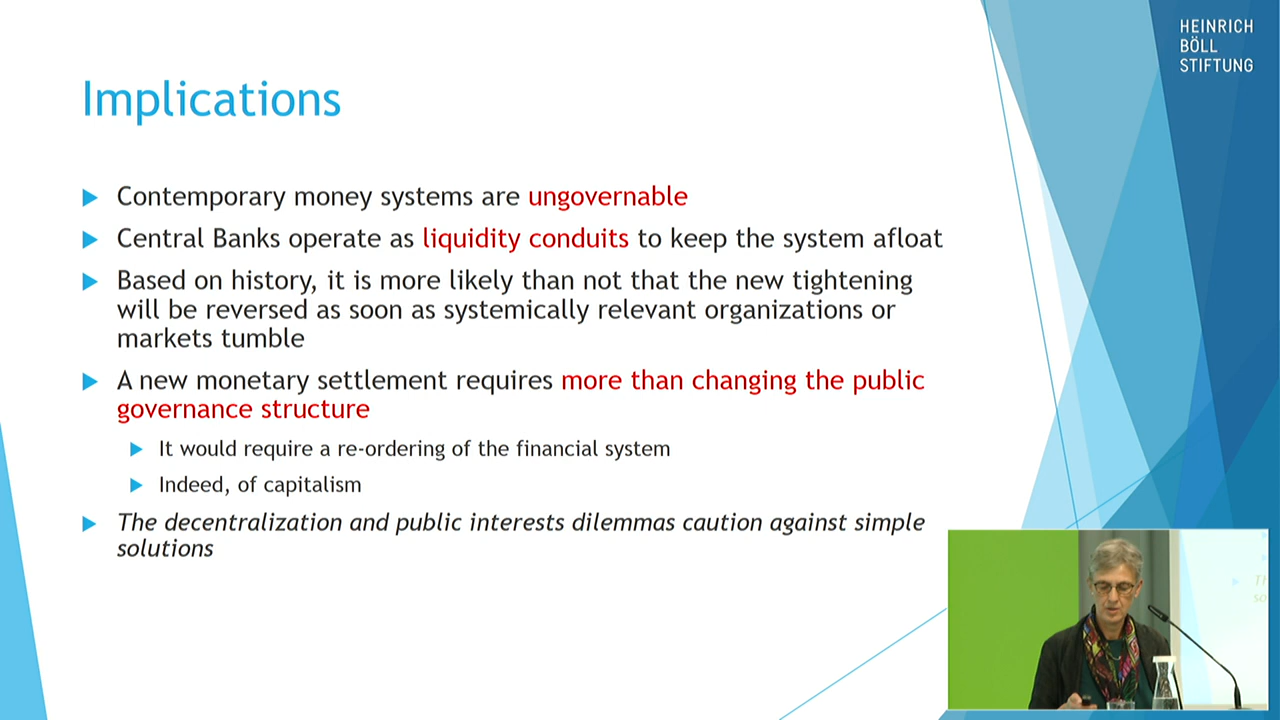 HEINRICH
BÖLL
STIFTUNG
Implications
Contemporary money systems are ungovernable
Central Banks operate as liquidity conduits to keep the system afloat
Based on history, it is more likely than not that the new tightening
will be reversed as soon as systemically relevant organizations or
markets tumble
A new monetary settlement requires more than changing the public
governance structure
It would require a re-ordering of the financial system
Indeed, of capitalism
The decentralization and public interests dilemmas caution against simple
solutions